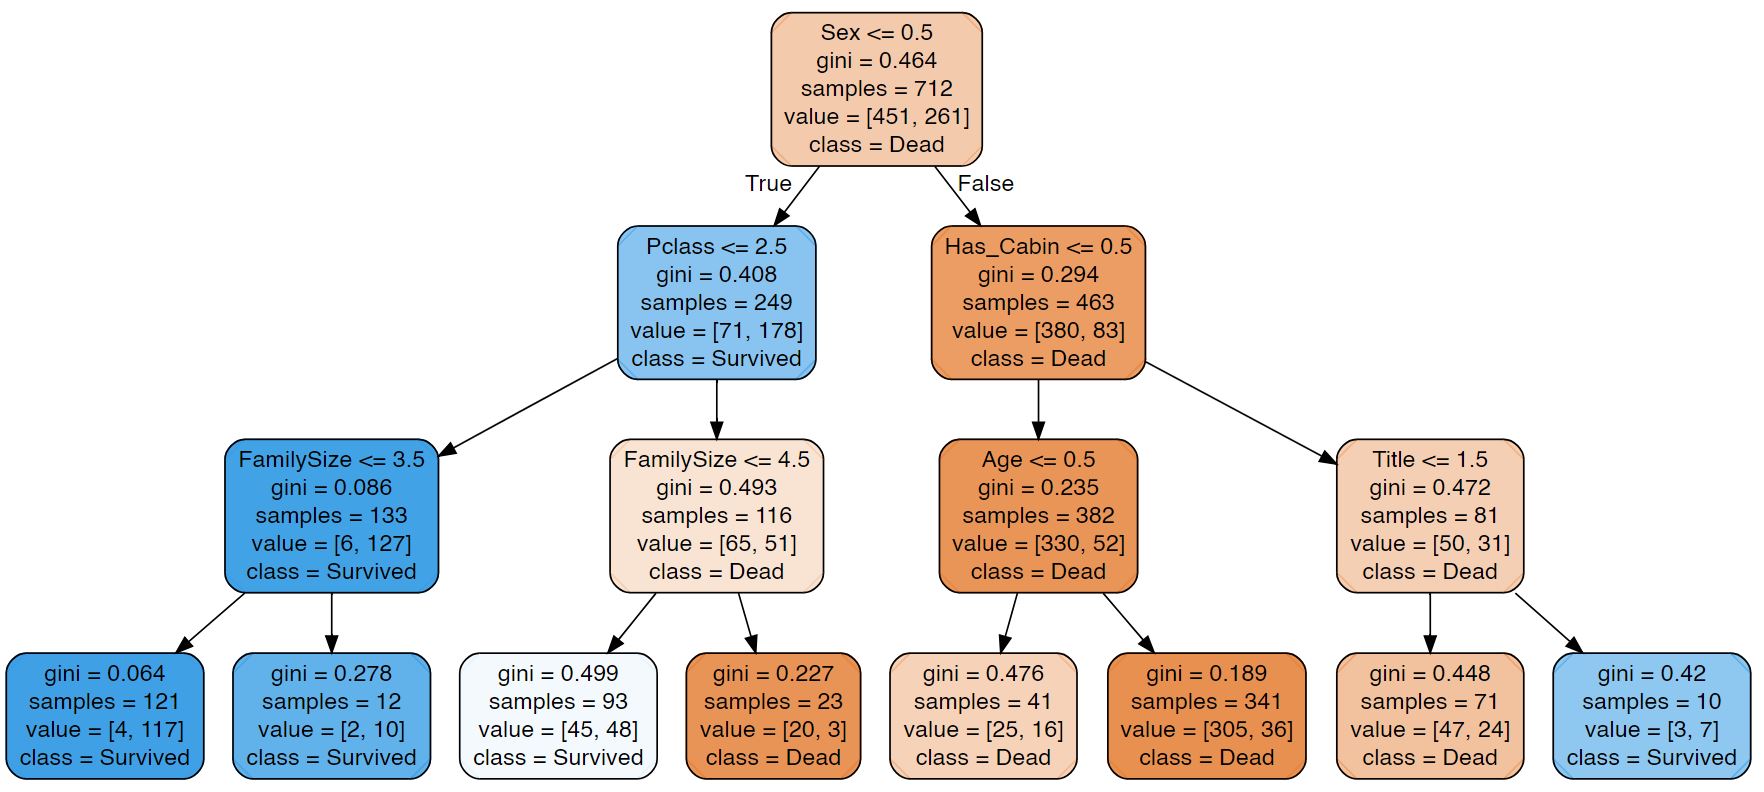 Sex <= 0.5
gini = 0.464
samples = 712
value = [451, 261]
class = Dead
True
False
Pclass <= 2.5
gini = 0.408
samples = 249
value = [71, 178]
class = Survived
Has_Cabin <= 0.5
gini = 0.294
samples = 463
value = [380, 83]
class = Dead
FamilySize <= 3.5
gini = 0.086
samples = 133
value = [6, 127]
class = Survived
FamilySize <= 4.5
gini = 0.493
samples = 116
value = [65, 51]
class = Dead
Age <= 0.5
gini = 0.235
samples = 382
value = [330, 52]
class = Dead
Title <= 1.5
gini = 0.472
samples = 81
value = [50, 31]
class = Dead
gini = 0.064
samples = 121
value = [4, 117]
class = Survived
gini = 0.278
samples = 12
value = [2, 10]
class = Survived
gini = 0.499
samples = 93
value = [45, 48]
class = Survived
gini = 0.227
samples = 23
value = [20, 3]
class = Dead
gini = 0.476
samples = 41
value = [25, 16]
class = Dead
gini = 0.189
samples = 341
value = [305, 36]
class = Dead
gini = 0.448
samples = 71
value = [47, 24]
class = Dead
gini = 0.42
samples = 10
value = [3, 7]
class = Survived